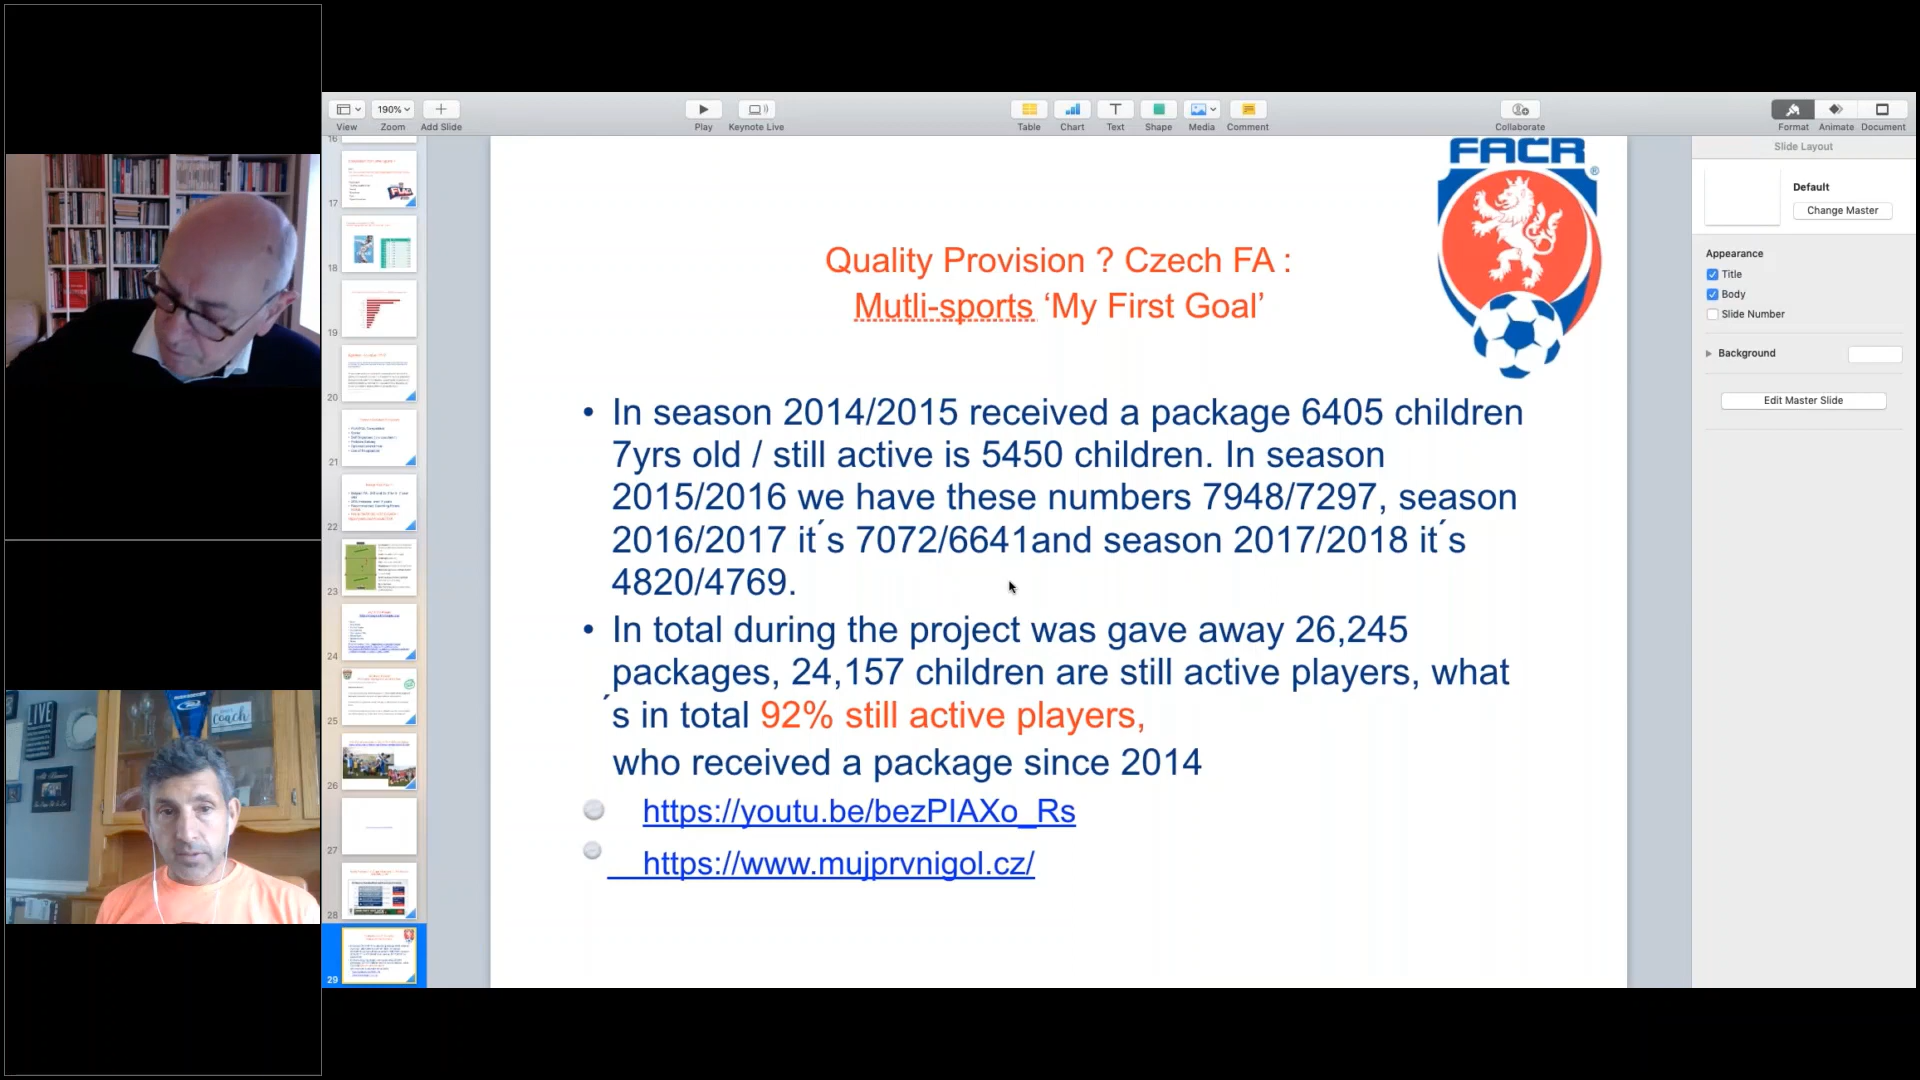 190%
View
Zoom
Add Slide
Play
Keynote Live
Table
Chart
Text
Shape
Media
Comment
Collaborate
Format
Animate
Document
16
17
18
19
20
21
22
23
24
25
26
27
28
29
FACR
®
Quality Provision ? Czech FA :
Mutli-sports ‘My First Goal’
• In season 2014/2015 received a package 6405 children
7yrs old / still active is 5450 children. In season
2015/2016 we have these numbers 7948/7297, season
2016/2017 it´s 7072/6641and season 2017/2018 it´s
4820/4769.
• In total during the project was gave away 26,245
packages, 24,157 children are still active players, what
´s in total 92% still active players,
who received a package since 2014
https://youtu.be/bezPIAXo_Rs
https://www.mujprvnigol.cz/
Slide Layout
Default
Change Master
Appearance
Title
Body
Slide Number
Background
Edit Master Slide
LIVE
coach